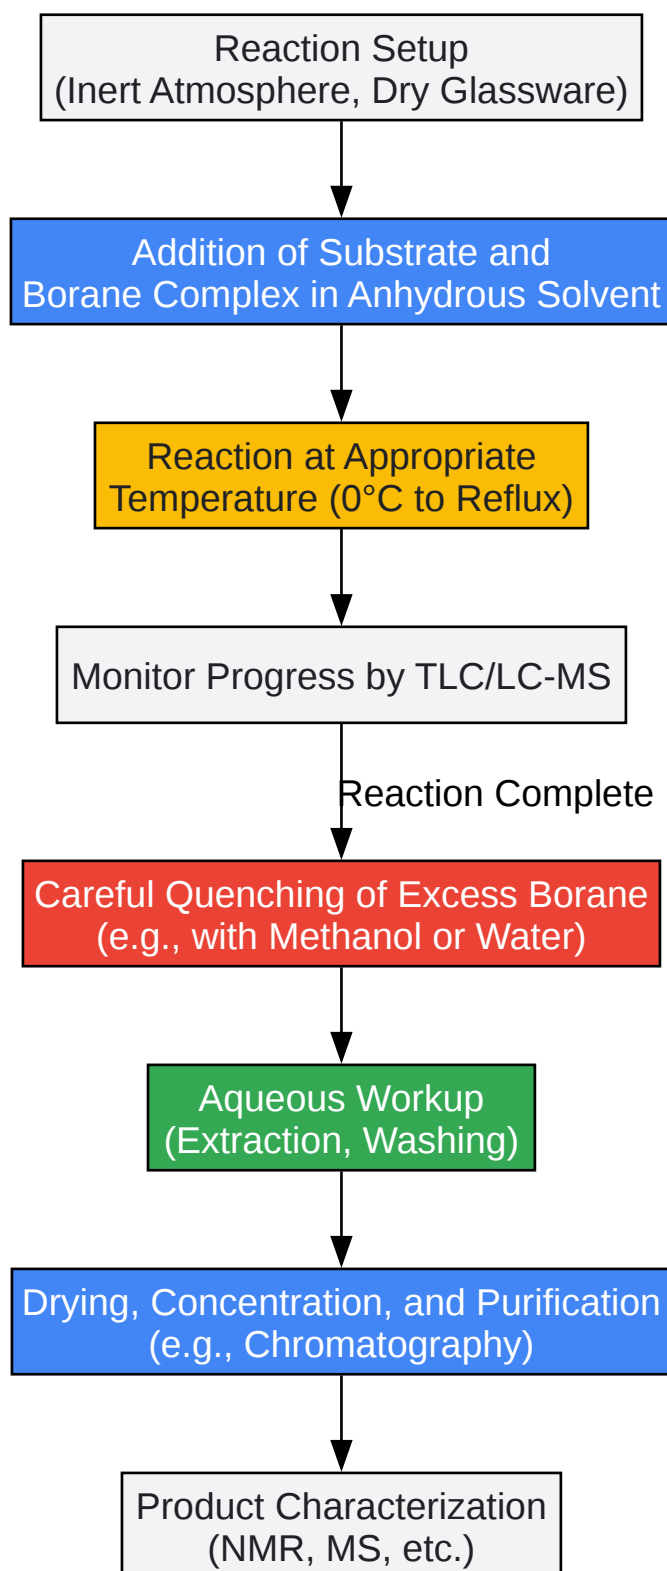 Reaction Setup
(Inert Atmosphere, Dry Glassware)
Addition of Substrate and
Borane Complex in Anhydrous Solvent
Reaction at Appropriate
Temperature (0°C to Reflux)
Monitor Progress by TLC/LC-MS
Reaction Complete
Careful Quenching of Excess Borane
(e.g., with Methanol or Water)
Aqueous Workup
(Extraction, Washing)
Drying, Concentration, and Purification
(e.g., Chromatography)
Product Characterization
(NMR, MS, etc.)